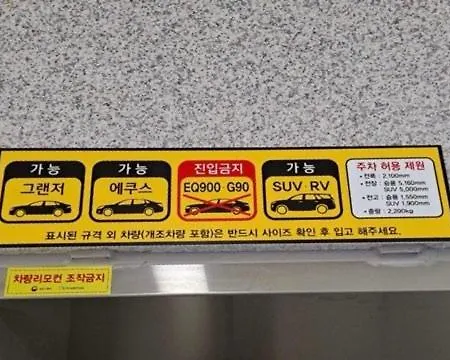 가능
그랜저
가능
에쿠스
진입금지
EQ900·G90
가능
SUV·RV
주차 허용 제원
• 전폭 : 2,100mm
• 전장 : 승용 5,160mm
SUV 5,000mm
• 전고 : 승용 1,550mm
SUV 1,900mm
• 중량 : 2,200kg
표시된 규격 외 차량(개조차량 포함)은 반드시 사이즈 확인 후 입고 해주세요.
차량리모컨 조작금지